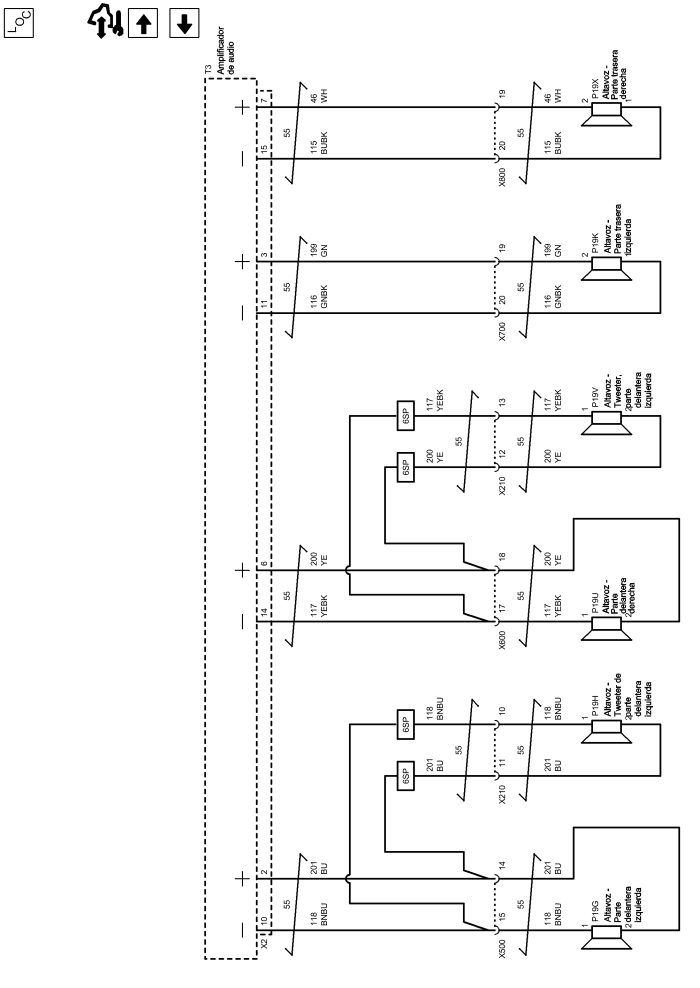 LOC
T3
Amplificador
de audio
7
46
WH
55
19
46
WH
55
2
P19X
Altavoz -
Parte trasera
derecha
1
15
115
BUBK
20
X800
115
BUBK
3
199
GN
55
19
199
GN
55
2
P19K
Altavoz -
Parte trasera
izquierda
1
11
116
GNBK
20
X700
116
GNBK
6SP
117
YEBK
55
13
117
YEBK
55
1
P19V
Altavoz -
Tweeter,
parte
delantera
izquierda
2
6SP
200
YE
12
X210
200
YE
6
200
YE
55
18
200
YE
55
14
117
YEBK
17
X600
117
YEBK
1
P19U
Altavoz -
Parte
delantera
derecha
2
6SP
118
BNBU
55
10
118
BNBU
55
1
P19H
Altavoz -
Tweeter de
parte
delantera
izquierda
2
6SP
201
BU
11
X210
201
BU
2
201
BU
55
14
201
BU
55
10
X2
118
BNBU
15
X500
118
BNBU
1
P19G
Altavoz -
Parte
delantera
izquierda
2